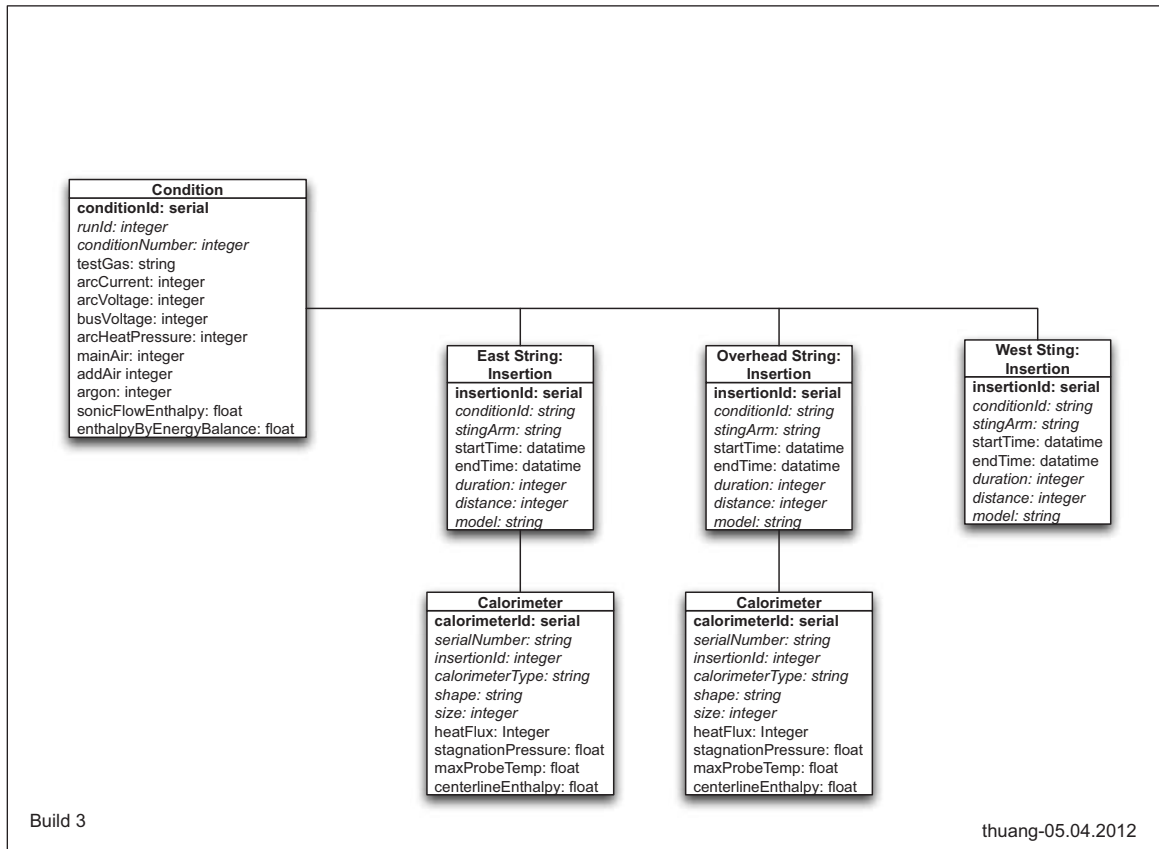 Condition
conditionId: serial
runId: integer
conditionNumber: integer
testGas: string
arcCurrent: integer
arcVoltage: integer
busVoltage: integer
arcHeatPressure: integer
mainAir: integer
addAir integer
argon: integer
sonicFlowEnthalpy: float
enthalpyByEnergyBalance: float
East String:
Insertion
insertionId: serial
conditionId: string
stingArm: string
startTime: datatime
endTime: datatime
duration: integer
distance: integer
model: string
Overhead String:
Insertion
insertionId: serial
conditionId: string
stingArm: string
startTime: datatime
endTime: datatime
duration: integer
distance: integer
model: string
West Sting:
Insertion
insertionId: serial
conditionId: string
stingArm: string
startTime: datatime
endTime: datatime
duration: integer
distance: integer
model: string
Calorimeter
calorimeterId: serial
serialNumber: string
insertionId: integer
calorimeterType: string
shape: string
size: integer
heatFlux: Integer
stagnationPressure: float
maxProbeTemp: float
centerlineEnthalpy: float
Calorimeter
calorimeterId: serial
serialNumber: string
insertionId: integer
calorimeterType: string
shape: string
size: integer
heatFlux: Integer
stagnationPressure: float
maxProbeTemp: float
centerlineEnthalpy: float
Build 3
thuang-05.04.2012